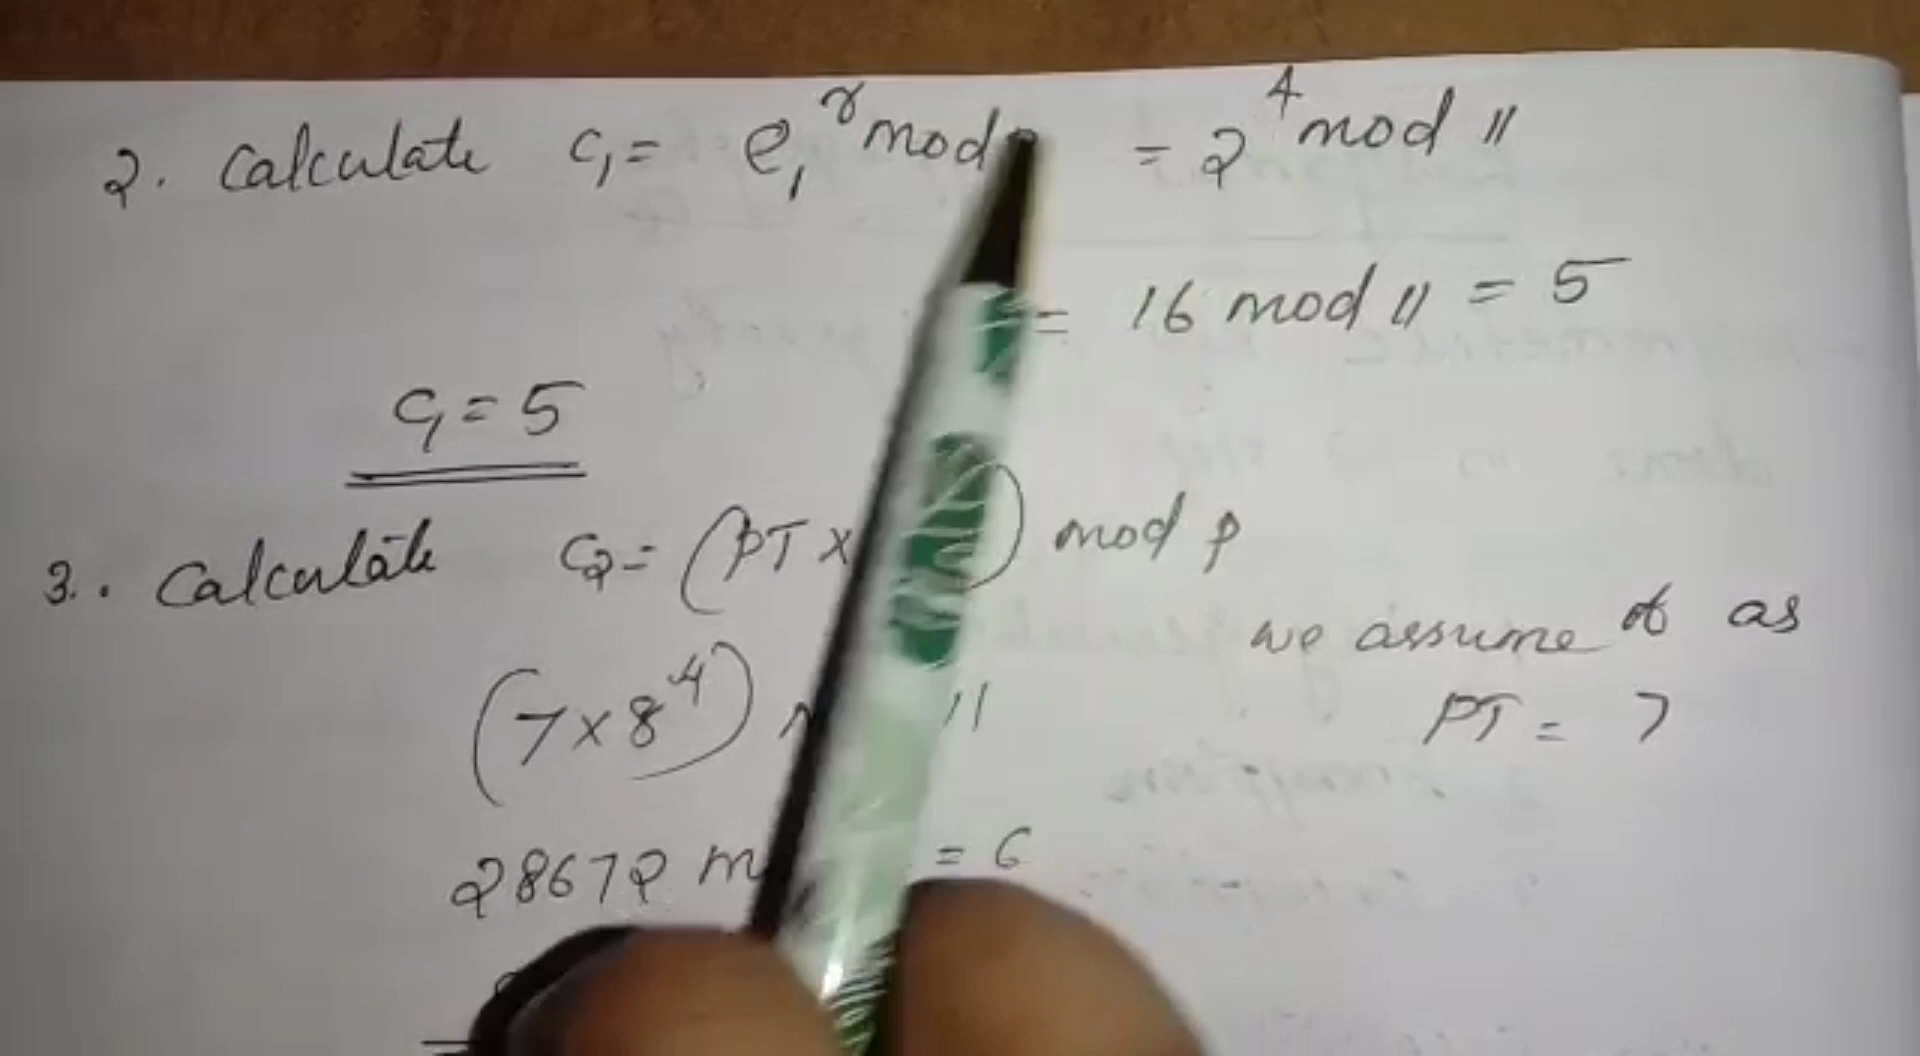 2. Calculate C1 = e1^r mod = 2^4 mod 11
= 16 mod 11 = 5
C1 = 5
3. Calculate C2 = (PT x ) mod p
we assume as
(7 x 8^4) 11 PT = 7
28672 = 6